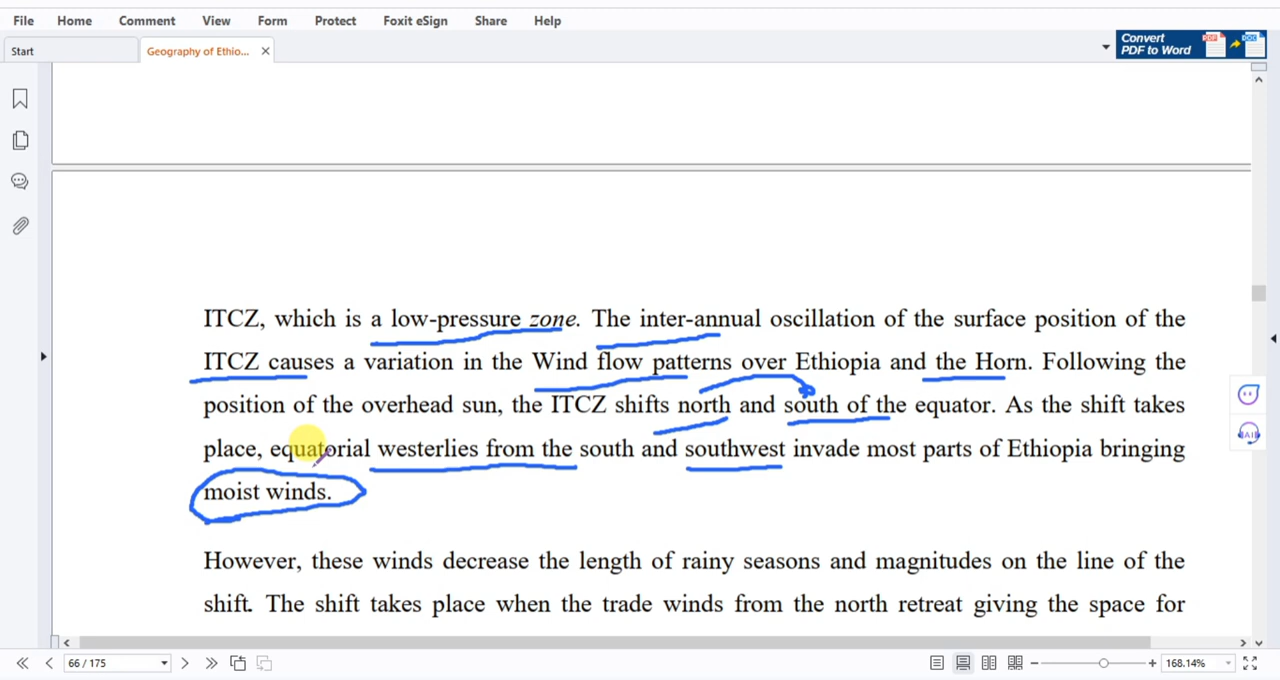 File Home Comment View Form Protect Foxit eSign Share Help
Start Geography of Ethio...
Convert
PDF to Word
ITCZ, which is a low-pressure zone. The inter-annual oscillation of the surface position of the
ITCZ causes a variation in the Wind flow patterns over Ethiopia and the Horn. Following the
position of the overhead sun, the ITCZ shifts north and south of the equator. As the shift takes
place, equatorial westerlies from the south and southwest invade most parts of Ethiopia bringing
moist winds.
However, these winds decrease the length of rainy seasons and magnitudes on the line of the
shift. The shift takes place when the trade winds from the north retreat giving the space for
66 / 175
168.14%